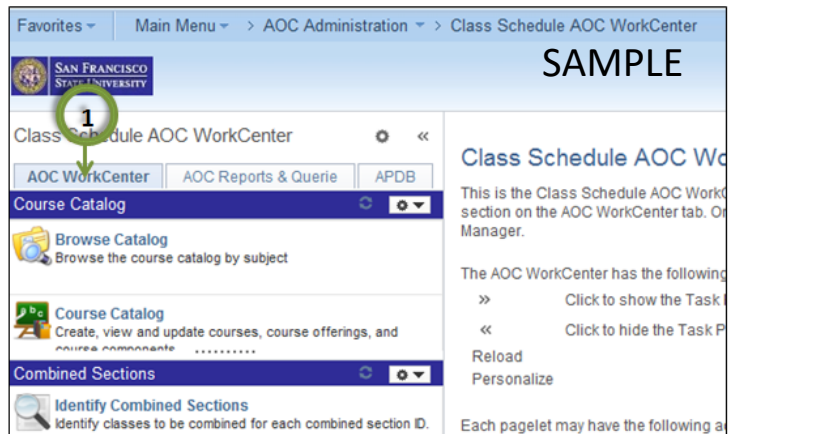 Favorites Main Menu > AOC Administration > Class Schedule AOC WorkCenter
SAMPLE
SAN FRANCISCO
STATE UNIVERSITY
1
Class Schedule AOC WorkCenter «
AOC WorkCenter AOC Reports & Querie APDB
Course Catalog
Browse Catalog
Browse the course catalog by subject
Course Catalog
Create, view and update courses, course offerings, and
course components ..........
Combined Sections
Identify Combined Sections
Identify classes to be combined for each combined section ID.
Class Schedule AOC
This is the Class Schedule AOC
section on the AOC WorkCenter tab.
Manager.
The AOC WorkCenter has the following
» Click to show the Task
« Click to hide the Task
Reload
Personalize
Each pagelet may have the following